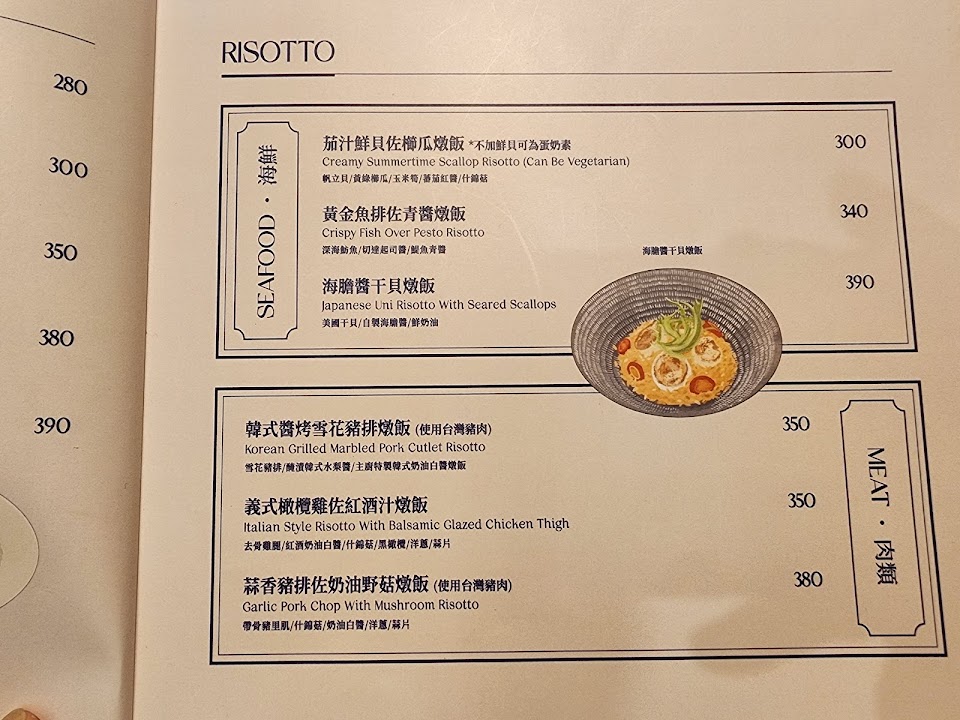 280
300
350
380
390
RISOTTO
SEAFOOD · 海鮮
茄汁鮮貝佐櫛瓜燉飯 *不加鮮貝可為蛋奶素 300
Creamy Summertime Scallop Risotto (Can Be Vegetarian)
帆立貝/黃綠櫛瓜/玉米筍/蕃茄紅醬/什錦菇
黃金魚排佐青醬燉飯 340
Crispy Fish Over Pesto Risotto
深海魴魚/切達起司醬/鯷魚青醬
海膽醬干貝燉飯
海膽醬干貝燉飯 390
Japanese Uni Risotto With Seared Scallops
美國干貝/自製海膽醬/鮮奶油
MEAT · 肉類
韓式醬烤雪花豬排燉飯 (使用台灣豬肉) 350
Korean Grilled Marbled Pork Cutlet Risotto
雪花豬排/醃漬韓式水梨醬/主廚特製韓式奶油白醬燉飯
義式橄欖雞佐紅酒汁燉飯 350
Italian Style Risotto With Balsamic Glazed Chicken Thigh
去骨雞腿/紅酒奶油白醬/什錦菇/黑橄欖/洋蔥/蒜片
蒜香豬排佐奶油野菇燉飯 (使用台灣豬肉) 380
Garlic Pork Chop With Mushroom Risotto
帶骨豬里肌/什錦菇/奶油白醬/洋蔥/蒜片